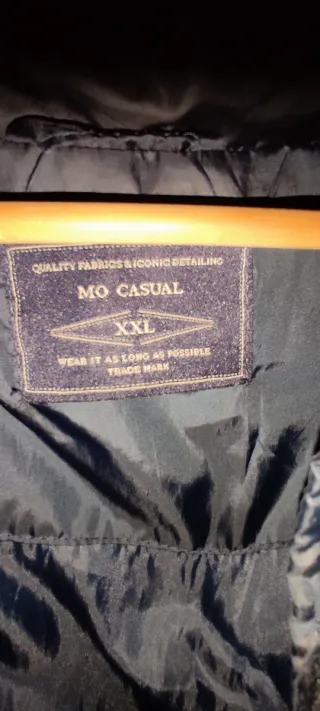 QUALITY FABRICS & ICONIC DETAILING
MO CASUAL
XXL
WEAR IT AS LONG AS POSSIBLE
TRADE MARK